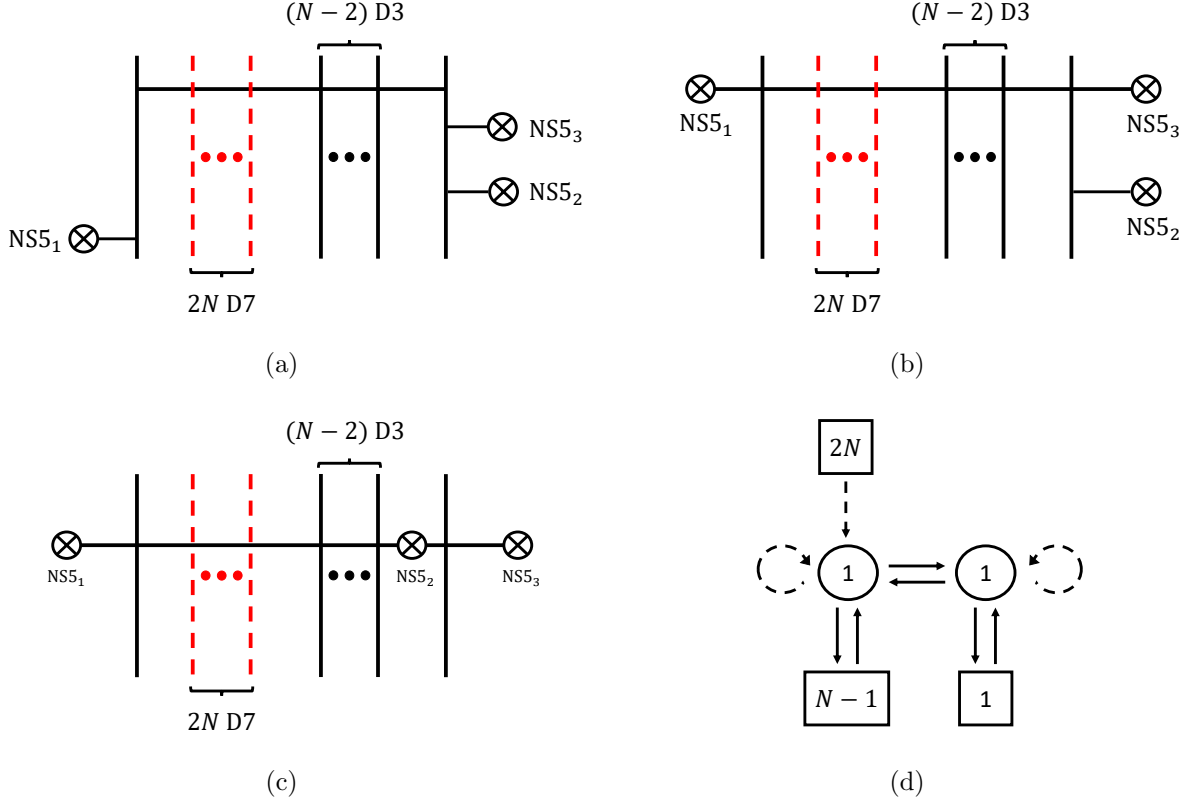 (N − 2) D3
NS5₃
NS5₂
NS5₁
2N D7
(a)
(N − 2) D3
NS5₁
NS5₃
NS5₂
2N D7
(b)
(N − 2) D3
NS5₁
NS5₂
NS5₃
2N D7
(c)
2N
1
1
N − 1
1
(d)